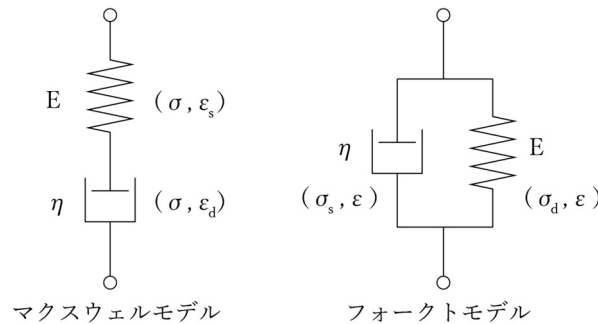 E (σ, εs)
η (σ, εd)
マクスウェルモデル
η E
(σs, ε) (σd, ε)
フォークトモデル